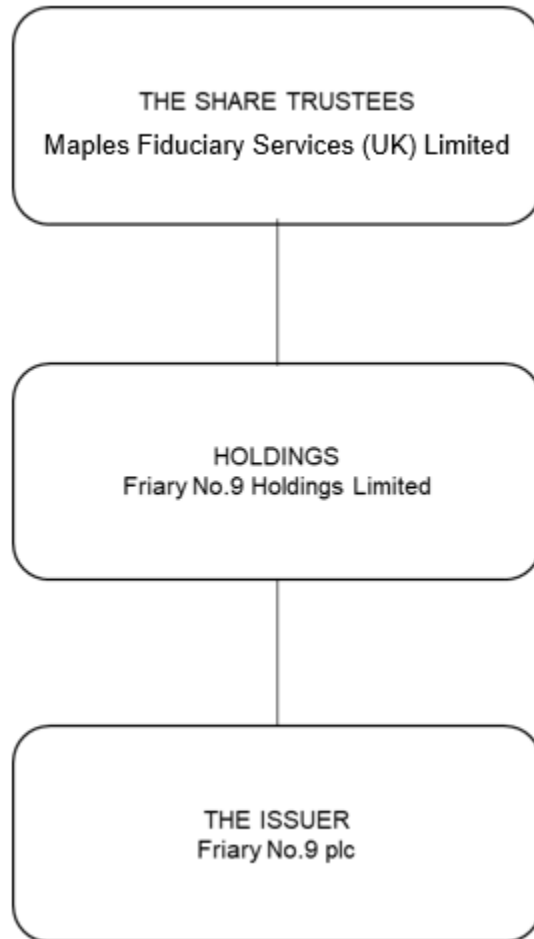 THE SHARE TRUSTEES
Maples Fiduciary Services (UK) Limited
HOLDINGS
Friary No.9 Holdings Limited
THE ISSUER
Friary No.9 plc